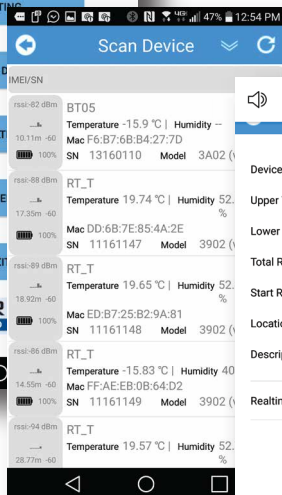 TING
47% 12:54 PM
Scan Device
IMEI/SN
rssi:-82 dBm
BT05
Temperature -15.9 ℃ | Humidity --
10.11m -60
Mac F6:B7:6B:B4:27:7D
100%
SN 13160110 Model 3A02 (v
rssi:-88 dBm
RT_T
Temperature 19.74 ℃ | Humidity 52.
%
17.35m -60
Mac DD:6B:7E:85:4A:2E
100%
SN 11161147 Model 3902 (v
rssi:-89 dBm
RT_T
Temperature 19.65 ℃ | Humidity 52.
%
18.92m -60
Mac ED:B7:25:B2:9A:81
100%
SN 11161148 Model 3902 (v
rssi:-86 dBm
RT_T
Temperature -15.83 ℃ | Humidity 40
14.55m -60
Mac FF:AE:EB:0B:64:D2
100%
SN 11161149 Model 3902 (v
rssi:-94 dBm
RT_T
Temperature 19.57 ℃ | Humidity 52.
%
28.77m -60
Device
Upper
Lower
Total R
Start R
Locatio
Descrip
Realtin